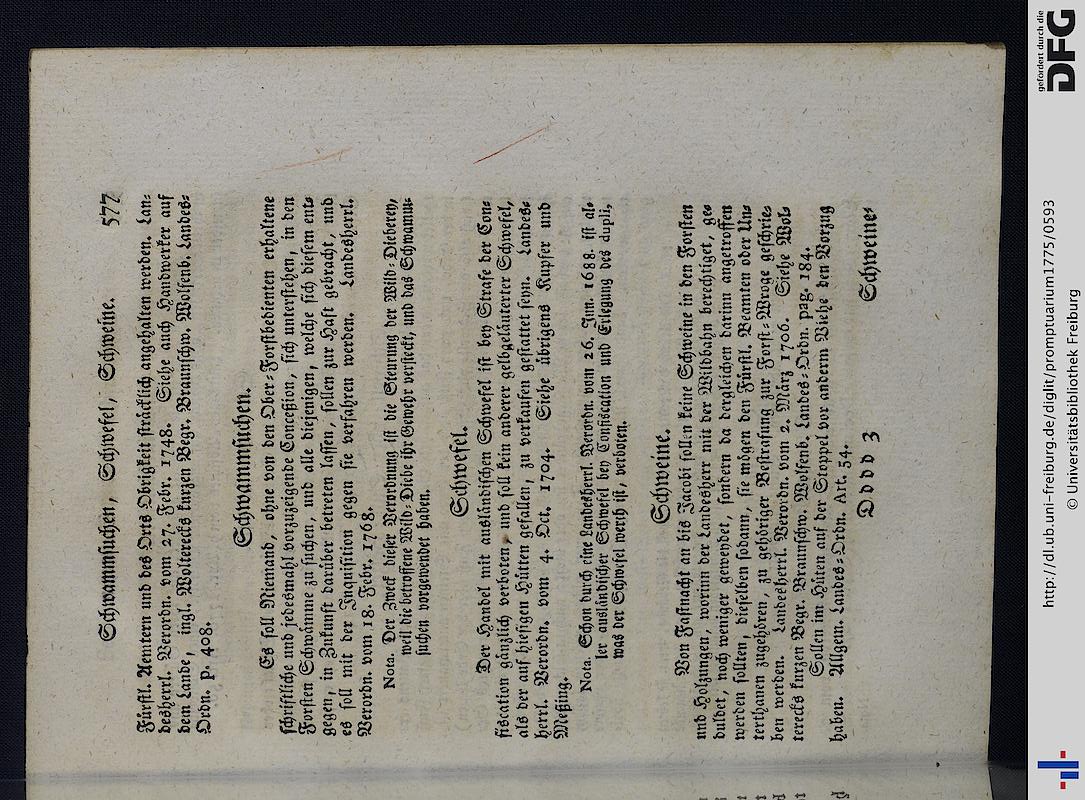 Schwammsuchen, Schwefel, Schweine. 577
Fürstl. Aemtern und des Orts Obrigkeit sträcklich angehalten werden. Lan-
desherrl. Verordn. vom 27. Febr. 1748. Siehe auch Handwerker auf
dem Lande, ingl. Woltereck's kurzen Begr. Braunschw. Wolfenb. Landes-
Ordn. p. 408.
Schwammsuchen.
Es soll Niemand, ohne von den Ober-Forstbedienten erhaltene
schriftliche und jedesmahl vorzuzeigende Conceßion, sich unterstehen, in den
Forsten Schwämme zu suchen, und alle diejenigen, welche sich diesem ent-
gegen, in Zukunft darüber betreten lassen, sollen zur Haft gebracht, und
es soll mit der Inquisition gegen sie verfahren werden. Landesherrl.
Verordn. vom 18. Febr. 1768.
Nota. Der Zweck dieser Verordnung ist die Steurung der Wild-Dieberey,
weil die betroffene Wild-Diebe ihr Gewehr versteckt, und das Schwamm-
suchen vorgewendet haben.
Schwefel.
Der Handel mit ausländischen Schwefel ist bey Strafe der Con-
fiscation gänzlich verboten, und soll kein anderer gelbgeläuterter Schwefel,
als der auf hiesigen Hütten gefallen, zu verkaufen gestattet seyn. Landes-
herrl. Verordn. vom 4. Oct. 1704. Siehe übrigens Kupfer und
Meßing.
Nota. Schon durch eine Landesherrl. Verordn. vom 26. Jun. 1688. ist al-
ler ausländischer Schwefel bey Confiscation und Erlegung des dupli,
was der Schwefel werth ist, verboten.
Schweine.
Von Fastnacht an bis Jacobi sollen keine Schweine in den Forsten
und Holzungen, worinn der Landesherr mit der Wildbahn berechtiget, ge-
duldet, noch weniger gewendet, sondern da dergleichen darinn angetroffen
werden sollten, dieselben sodann, sie mögen den Fürstl. Beamten oder Un-
terthanen zugehören, zu gehöriger Bestrafung zur Forst-Wroge geschrie-
ben werden. Landesherrl. Verordn. vom 2. März 1706. Siehe Wol-
terecks kurzen Begr. Braunschw. Wolfenb. Landes-Ordn. pag. 184.
Sollen im Hüten auf der Stoppel vor anderm Viehe den Vorzug
haben. Allgem. Landes-Ordn. Art. 54.
Dddd 3 Schweine-
http://dl.ub.uni-freiburg.de/diglit/promptuarium1775/0593
© Universitätsbibliothek Freiburg
gefördert durch die
DFG